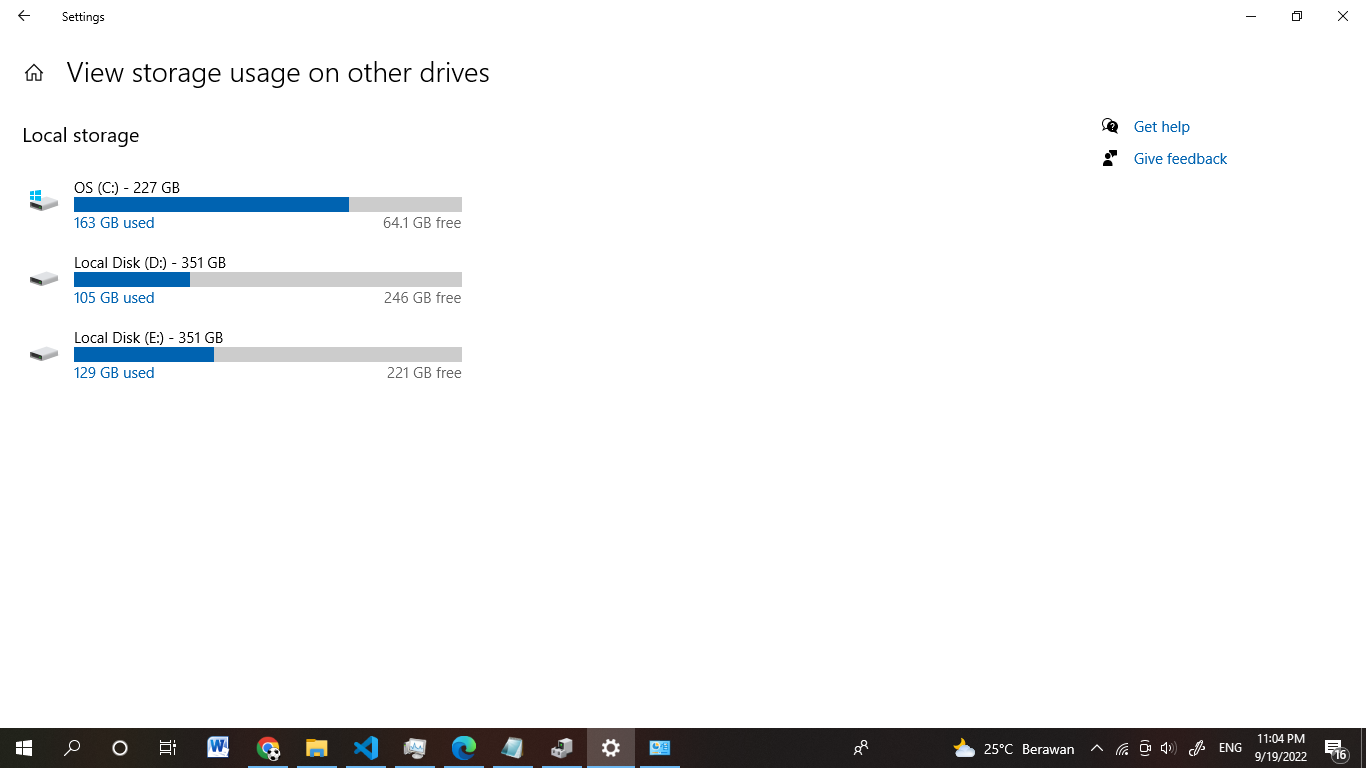 Settings
View storage usage on other drives
Local storage
OS (C:) - 227 GB
163 GB used 64.1 GB free
Local Disk (D:) - 351 GB
105 GB used 246 GB free
Local Disk (E:) - 351 GB
129 GB used 221 GB free
Get help
Give feedback
25°C Berawan
ENG
11:04 PM
9/19/2022
16